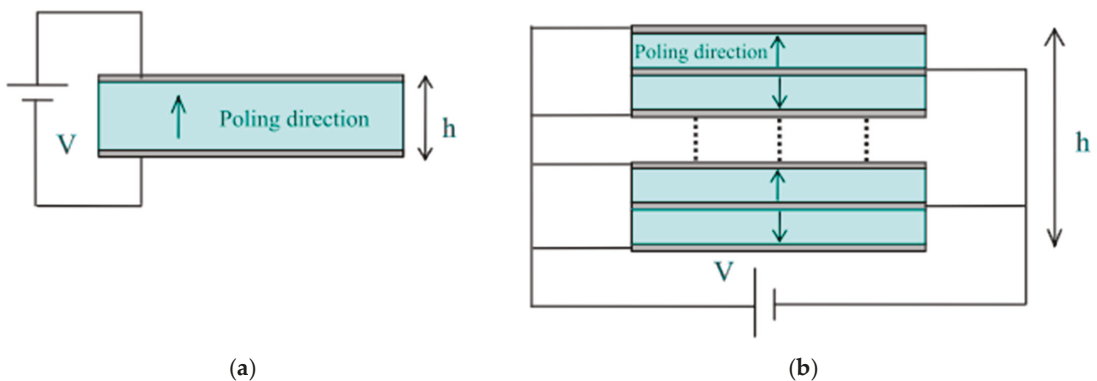 V
Poling direction
h
(a)
Poling direction
h
V
(b)